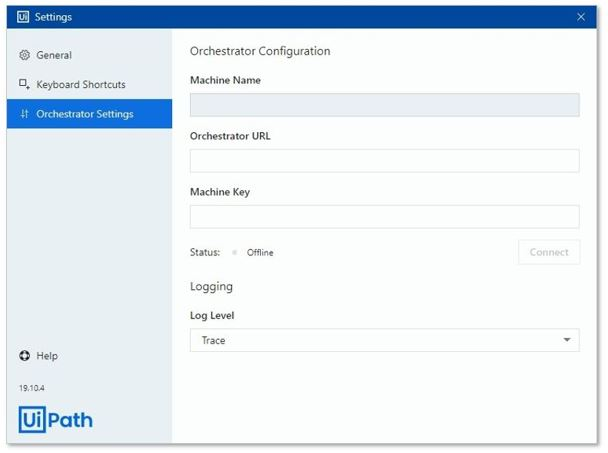 Ui Settings
General
Keyboard Shortcuts
Orchestrator Settings
Orchestrator Configuration
Machine Name
Orchestrator URL
Machine Key
Status: Offline
Connect
Logging
Log Level
Trace
Help
19.10.4
UiPath